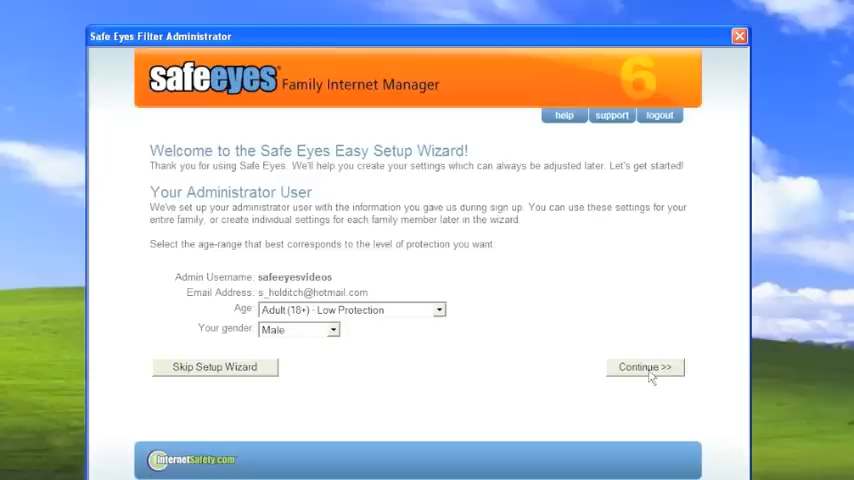 Safe Eyes Filter Administrator
safeeyes® Family Internet Manager
6
help support logout
Welcome to the Safe Eyes Easy Setup Wizard!
Thank you for using Safe Eyes. We'll help you create your settings which can always be adjusted later. Let's get started!
Your Administrator User
We've set up your administrator user with the information you gave us during sign up. You can use these settings for your
entire family, or create individual settings for each family member later in the wizard.
Select the age-range that best corresponds to the level of protection you want
Admin Username: safeeyesvideos
Email Address: s_holditch@hotmail.com
Age: Adult (18+) - Low Protection
Your gender: Male
Skip Setup Wizard Continue >>
InternetSafety.com